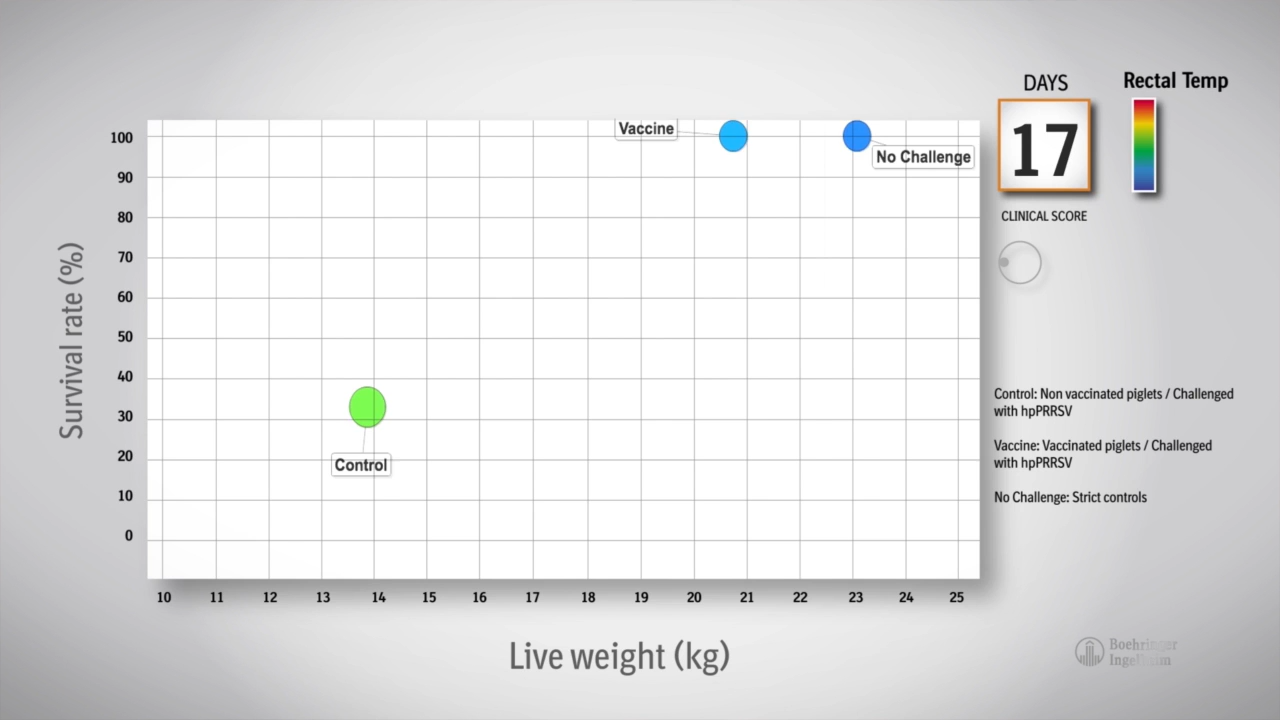 DAYS
Rectal Temp
17
CLINICAL SCORE
Survival rate (%)
100
90
80
70
60
50
40
30
20
10
0
Vaccine
No Challenge
Control
10 11 12 13 14 15 16 17 18 19 20 21 22 23 24 25
Live weight (kg)
Control: Non vaccinated piglets / Challenged
with hpPRRSV
Vaccine: Vaccinated piglets / Challenged
with hpPRRSV
No Challenge: Strict controls
Boehringer
Ingelheim